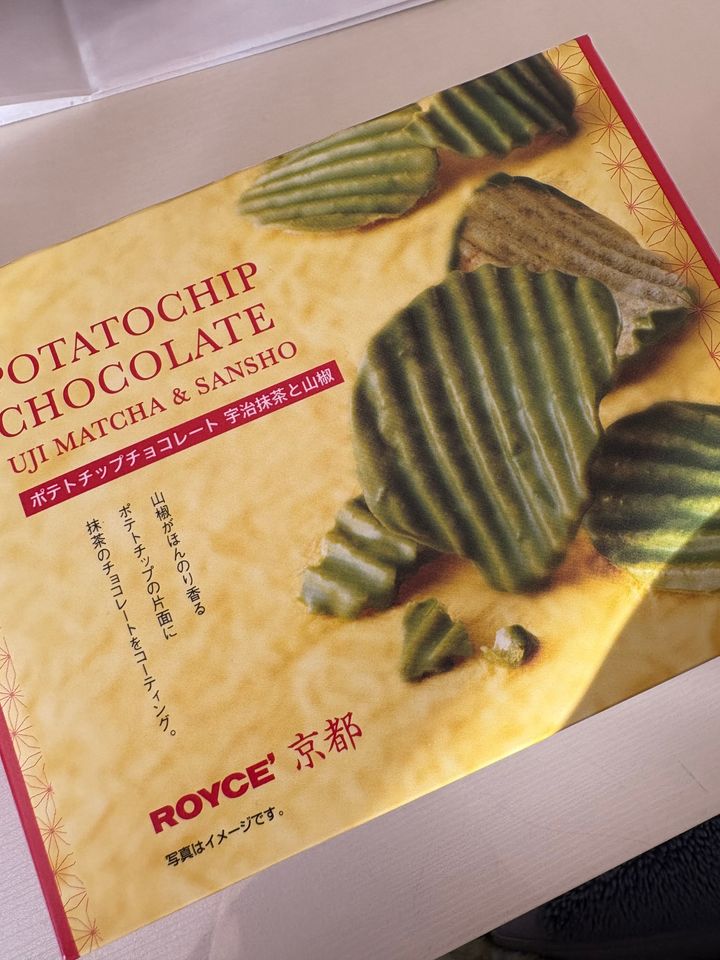 POTATOCHIP
CHOCOLATE
UJI MATCHA & SANSHO
ポテトチップチョコレート 宇治抹茶と山椒
山椒がほんのり香る
ポテトチップの片面に
抹茶のチョコレートをコーティング。
ROYCE' 京都
写真はイメージです。